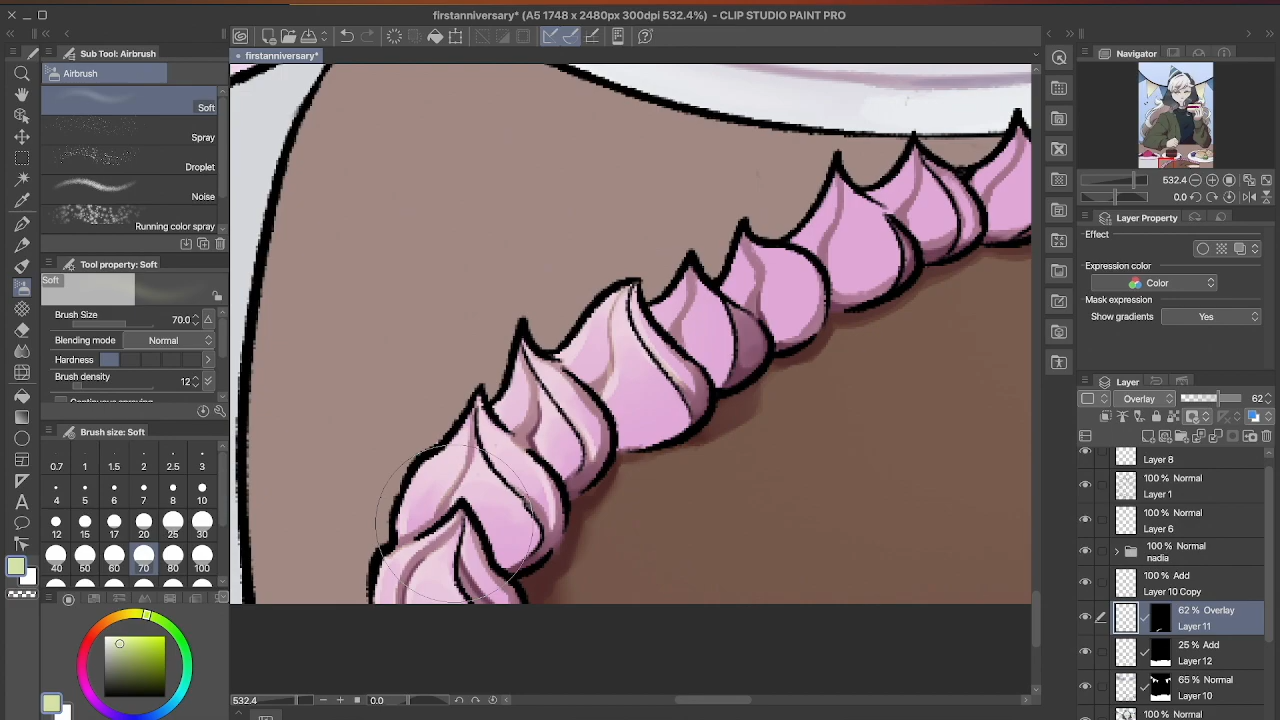 firstanniversary* (A5 1748 x 2480px 300dpi 532.4%) - CLIP STUDIO PAINT PRO
firstanniversary*
Sub Tool: Airbrush
Airbrush
Soft
Spray
Droplet
Noise
Running color spray
Tool property: Soft
Soft
Brush Size 70.0
Blending mode Normal
Hardness
Brush density 12
Continuous spraying
Brush size: Soft
0.7 1 1.5 2 2.5 3
4 5 6 7 8 10
12 15 17 20 25 30
40 50 60 70 80 100
532.4 0.0
Navigator
532.4
0.0
Layer Property
Effect
Expression color
Color
Mask expression
Show gradients Yes
Layer
Overlay 62
Layer 8
100 % Normal
Layer 1
100 % Normal
Layer 6
100 % Normal
nadia
100 % Add
Layer 10 Copy
62 % Overlay
Layer 11
25 % Add
Layer 12
65 % Normal
Layer 10
100 % Normal